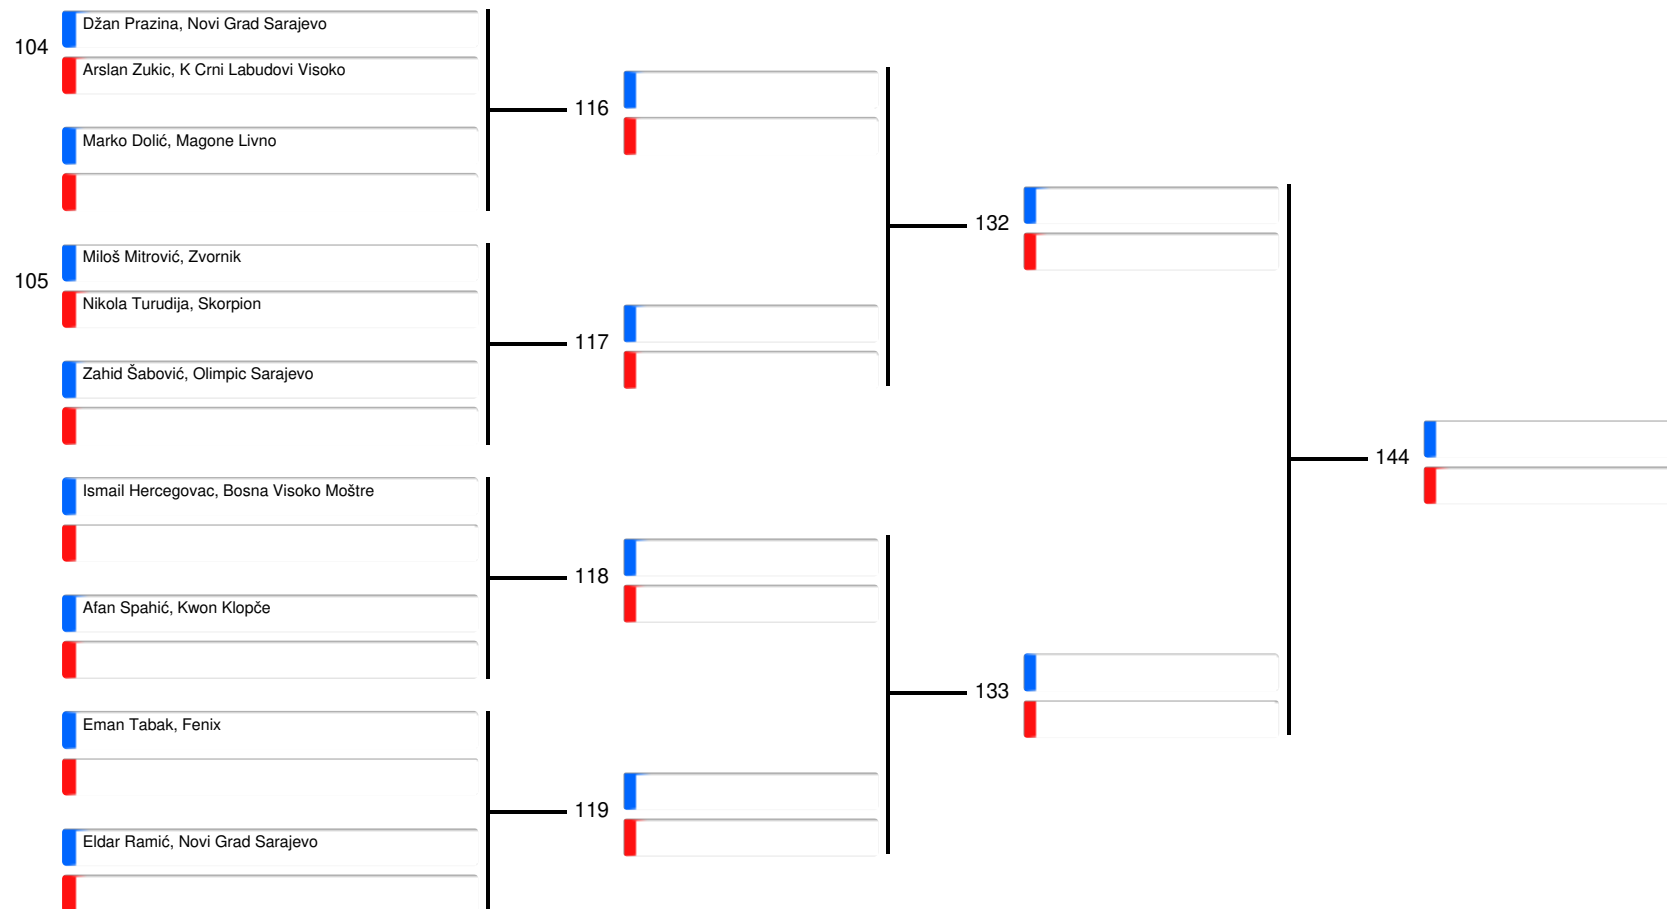 104
Džan Prazina, Novi Grad Sarajevo
Arslan Zukic, K Crni Labudovi Visoko
116
Marko Dolić, Magone Livno
132
105
Miloš Mitrović, Zvornik
Nikola Turudija, Skorpion
117
Zahid Šabović, Olimpic Sarajevo
144
Ismail Hercegovac, Bosna Visoko Moštre
118
Afan Spahić, Kwon Klopče
133
Eman Tabak, Fenix
119
Eldar Ramić, Novi Grad Sarajevo